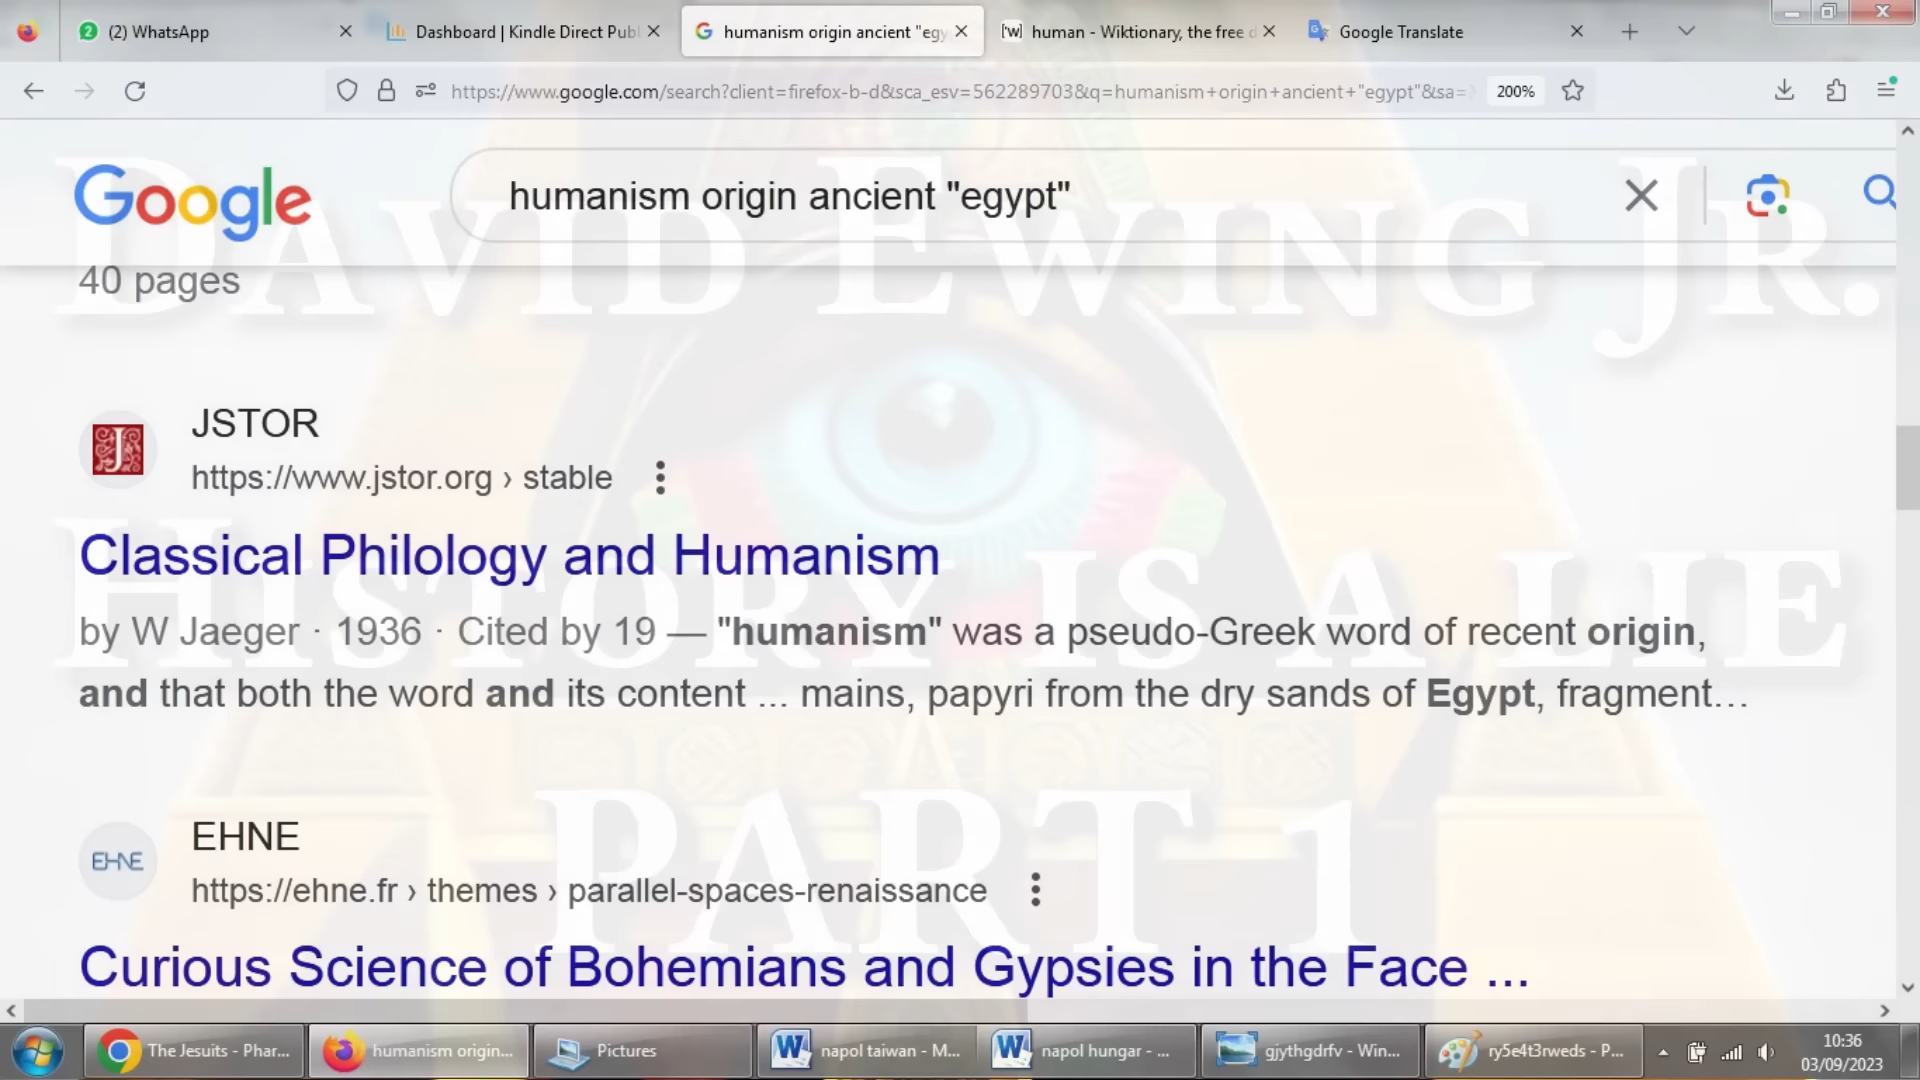 (2) WhatsApp
Dashboard | Kindle Direct Publ
humanism origin ancient "egy
human - Wiktionary, the free d
Google Translate
https://www.google.com/search?client=firefox-b-d&sca_esv=562289703&q=humanism+origin+ancient+"egypt"&sa=
200%
Google
humanism origin ancient "egypt"
DAVID EWING JR.
40 pages
JSTOR
https://www.jstor.org › stable
Classical Philology and Humanism
HISTORY IS A LIE
by W Jaeger · 1936 · Cited by 19 — "humanism" was a pseudo-Greek word of recent origin,
and that both the word and its content ... mains, papyri from the dry sands of Egypt, fragment...
PART 1
EHNE
EHNE
https://ehne.fr › themes › parallel-spaces-renaissance
Curious Science of Bohemians and Gypsies in the Face ...
The Jesuits - Phar...
humanism origin...
Pictures
napol taiwan - M...
napol hungar - ...
gjythgdrfv - Win...
ry5e4t3rweds - P...
10:36
03/09/2023